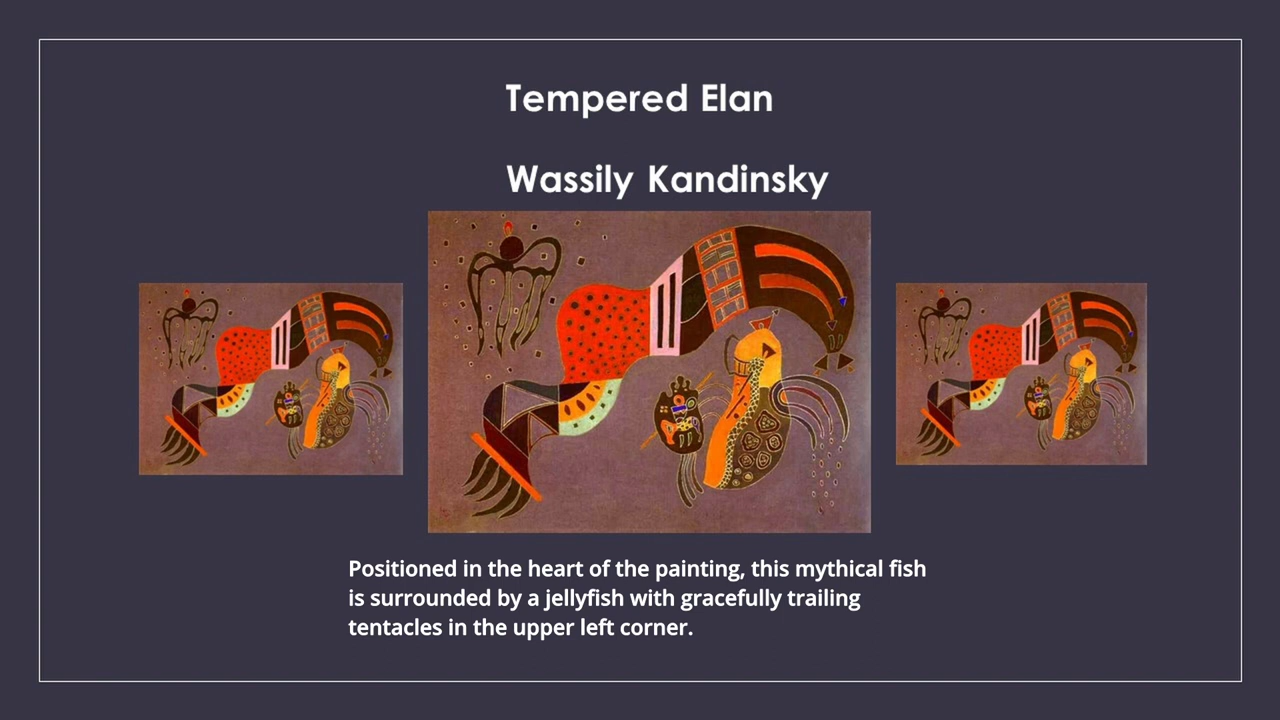 Tempered Elan
Wassily Kandinsky
Positioned in the heart of the painting, this mythical fish
is surrounded by a jellyfish with gracefully trailing
tentacles in the upper left corner.